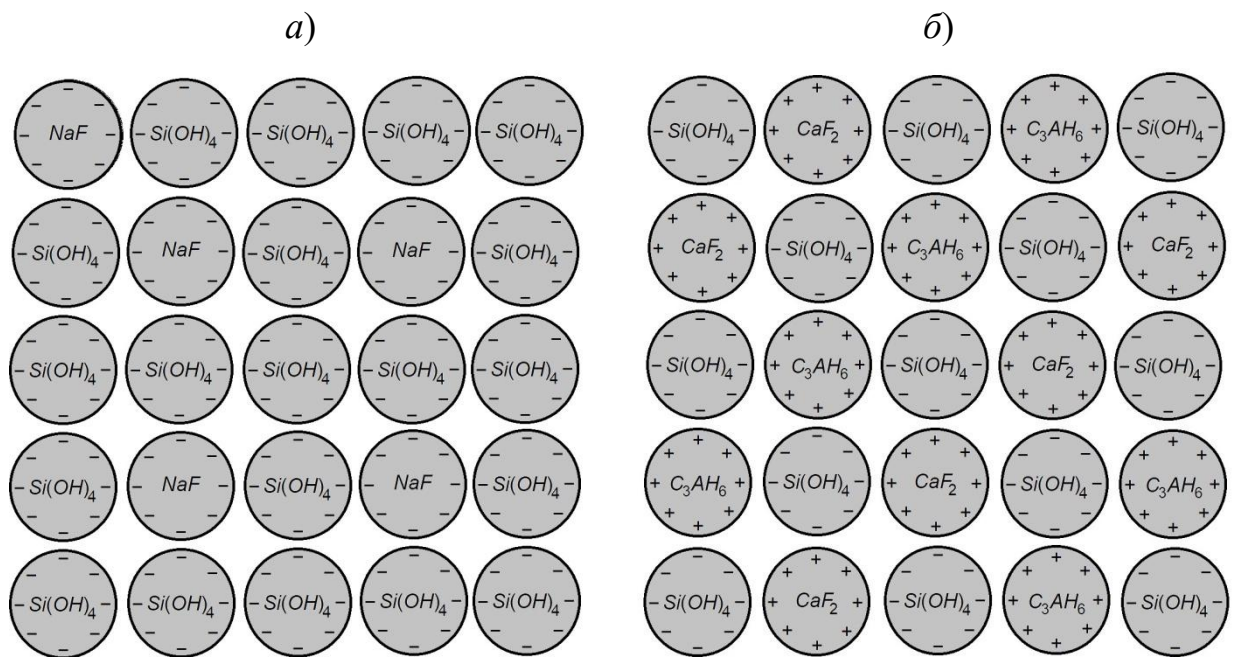 а) б)
NaF Si(OH)₄ Si(OH)₄ Si(OH)₄ Si(OH)₄ Si(OH)₄ CaF₂ Si(OH)₄ C₃AH₆ Si(OH)₄
Si(OH)₄ NaF Si(OH)₄ NaF Si(OH)₄ CaF₂ Si(OH)₄ C₃AH₆ Si(OH)₄ CaF₂
Si(OH)₄ Si(OH)₄ Si(OH)₄ Si(OH)₄ Si(OH)₄ Si(OH)₄ C₃AH₆ Si(OH)₄ CaF₂ Si(OH)₄
Si(OH)₄ NaF Si(OH)₄ NaF Si(OH)₄ C₃AH₆ Si(OH)₄ CaF₂ Si(OH)₄ C₃AH₆
Si(OH)₄ Si(OH)₄ Si(OH)₄ Si(OH)₄ Si(OH)₄ Si(OH)₄ CaF₂ Si(OH)₄ C₃AH₆ Si(OH)₄